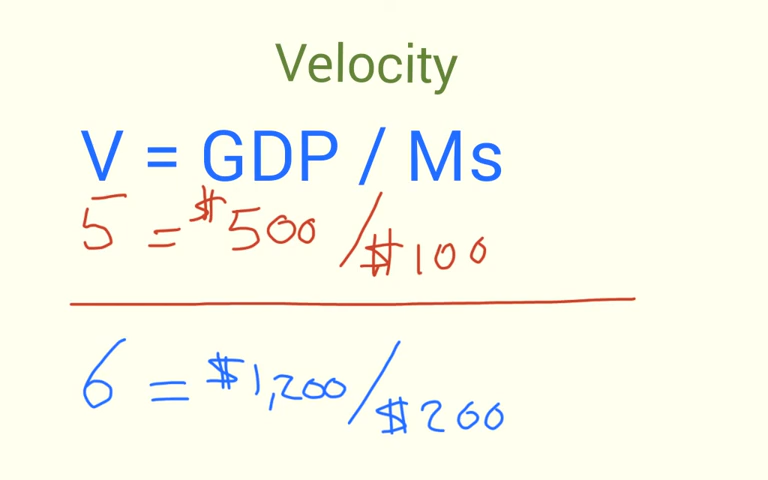 Velocity
V = GDP / Ms
5 = $500 / $100
6 = $1,200 / $200